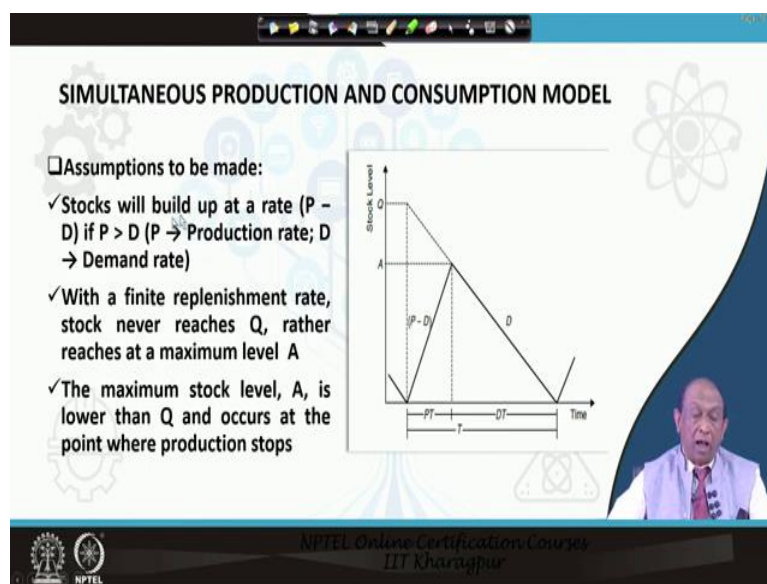 SIMULTANEOUS PRODUCTION AND CONSUMPTION MODEL
❑Assumptions to be made:
✓Stocks will build up at a rate (P –
D) if P > D (P → Production rate; D
→ Demand rate)
✓With a finite replenishment rate,
stock never reaches Q, rather
reaches at a maximum level A
✓The maximum stock level, A, is
lower than Q and occurs at the
point where production stops
Stock Level
Q
A
(P – D)
D
PT
DT
Time
T
NPTEL Online Certification Courses
IIT Kharagpur
NPTEL